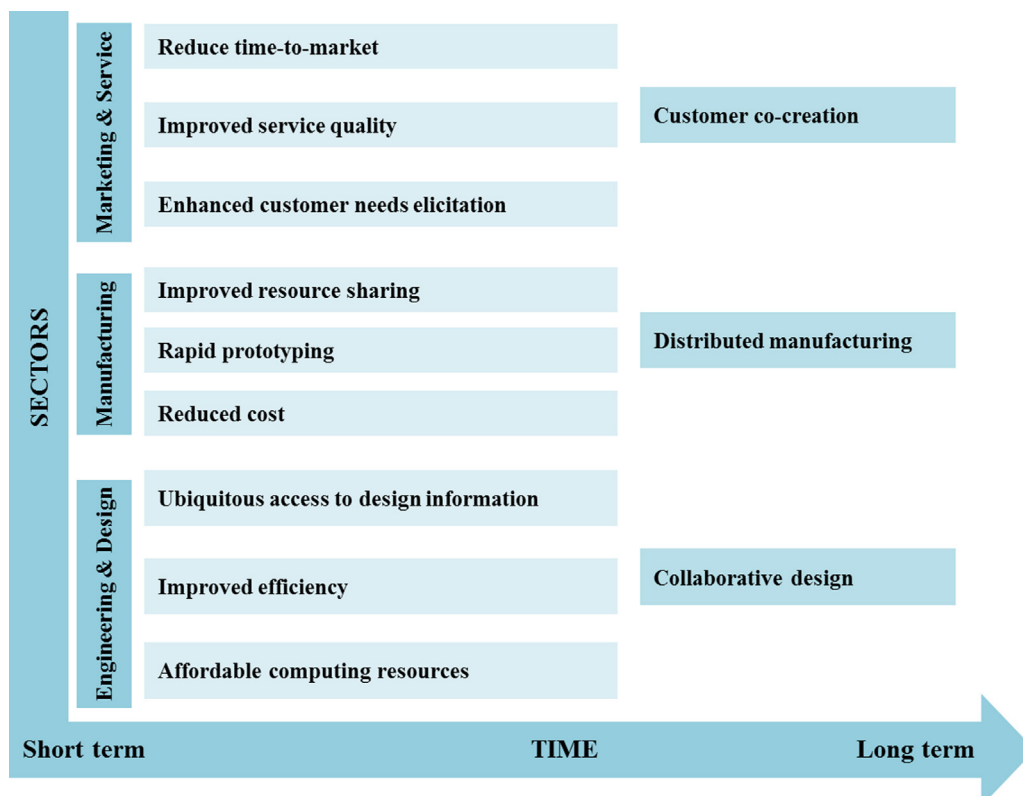 SECTORS
Marketing & Service
Reduce time-to-market
Improved service quality
Enhanced customer needs elicitation
Customer co-creation
Manufacturing
Improved resource sharing
Rapid prototyping
Reduced cost
Distributed manufacturing
Engineering & Design
Ubiquitous access to design information
Improved efficiency
Affordable computing resources
Collaborative design
Short term
TIME
Long term